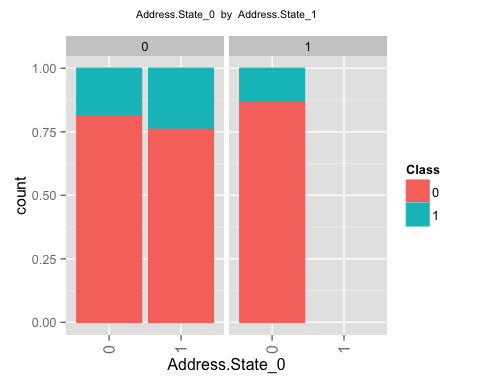 Address.State_0 by Address.State_1
0 1
1.00
0.75
0.50
0.25
0.00
count
0 1 0 1
Address.State_0
Class
0
1